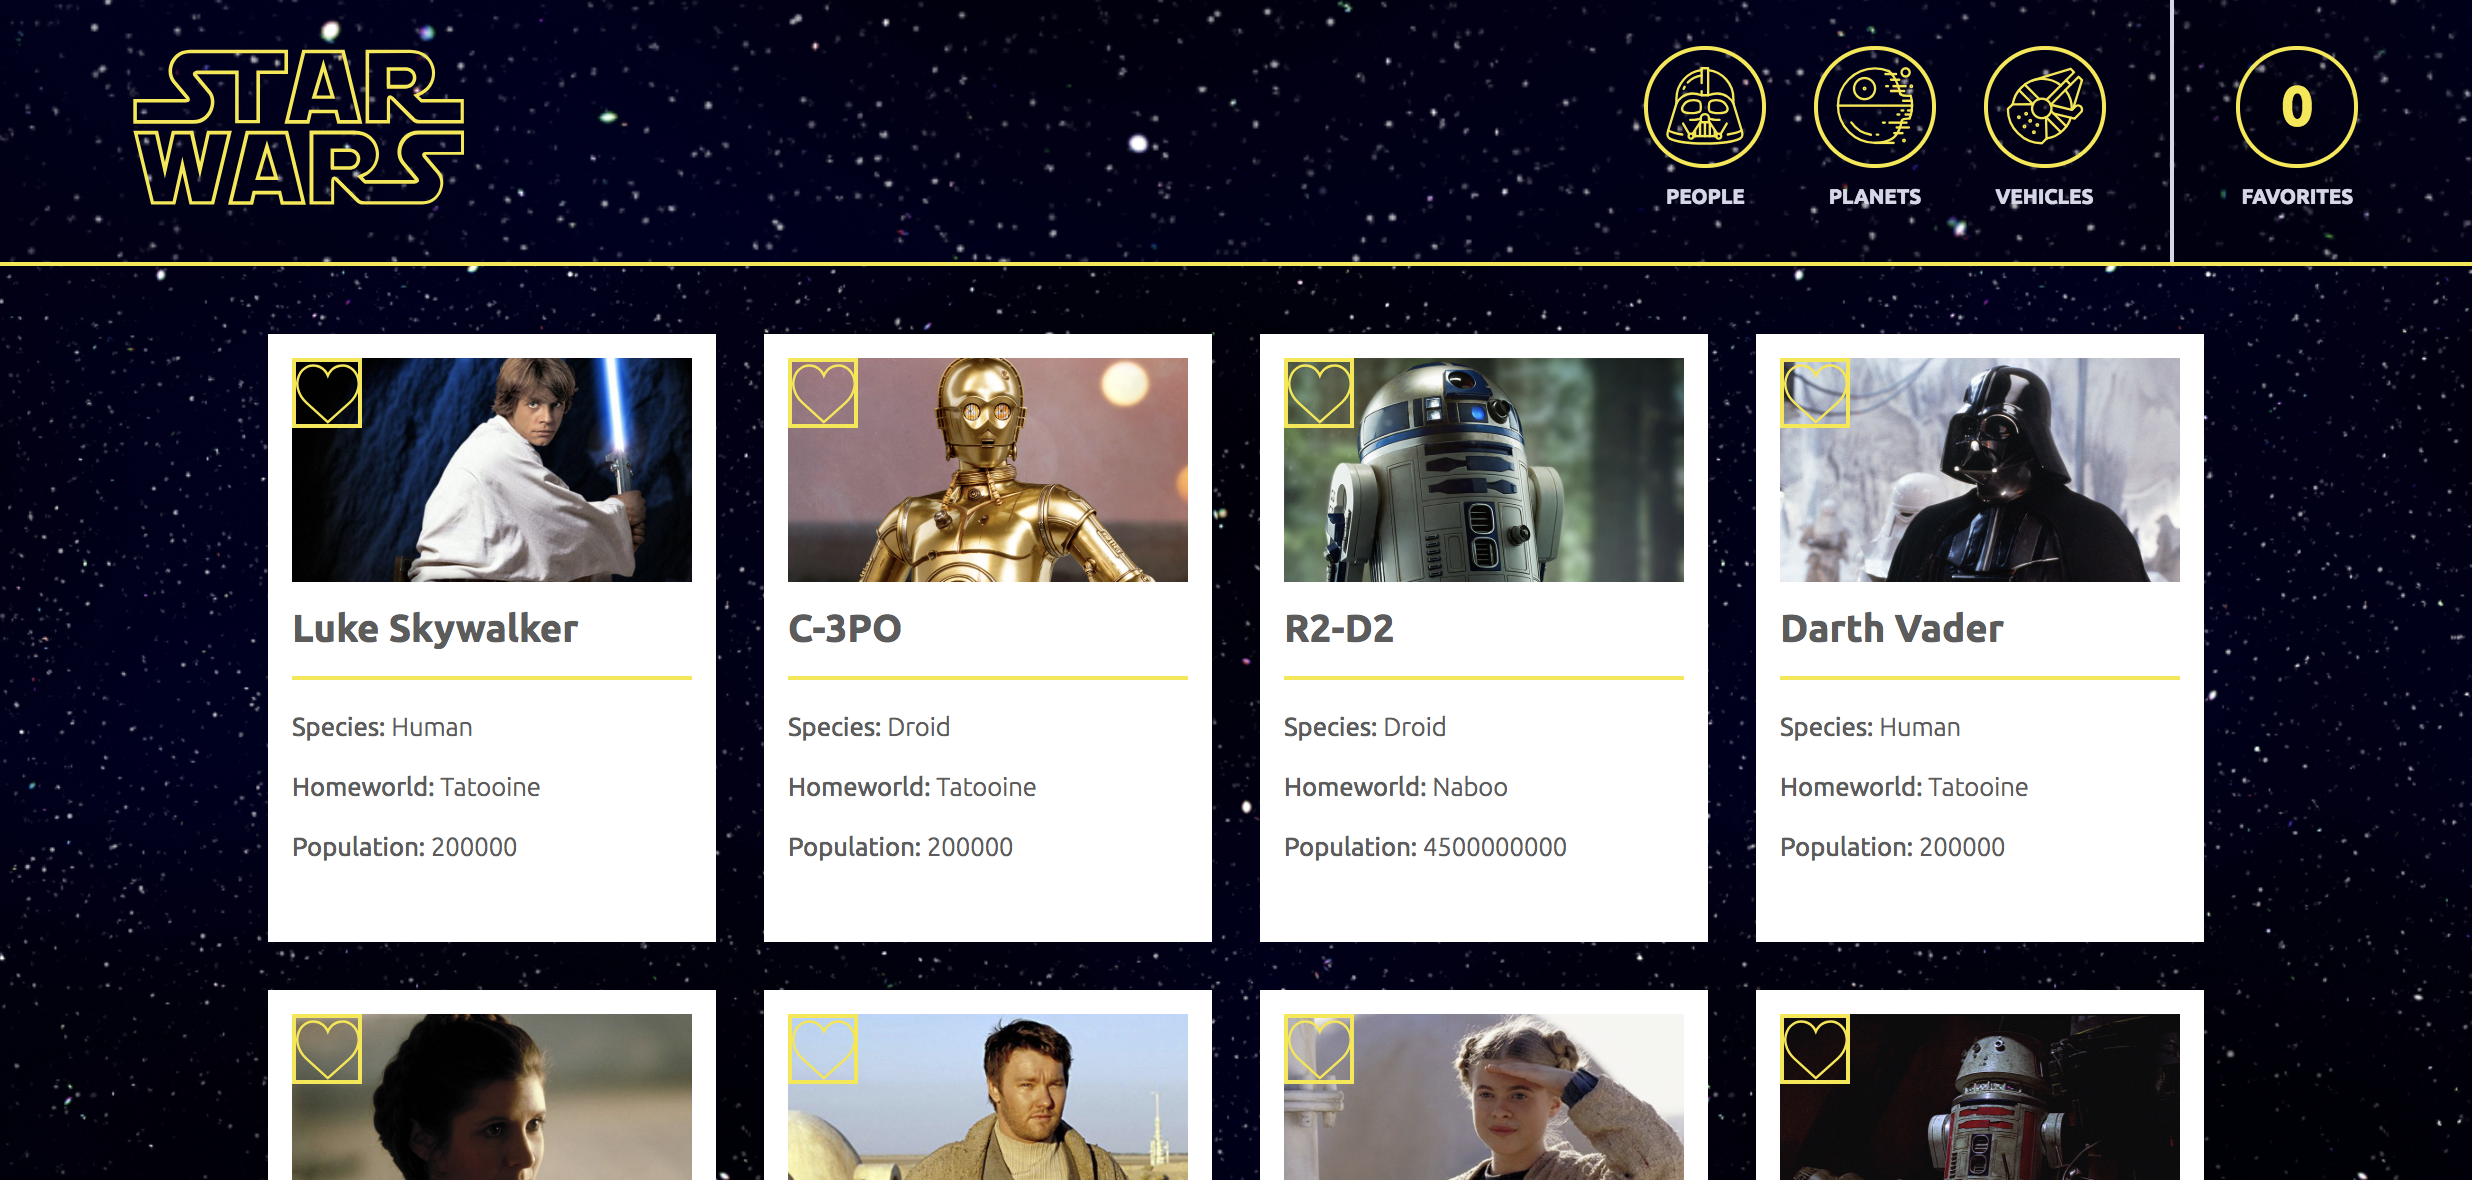 STAR
WARS
0
PEOPLE
PLANETS
VEHICLES
FAVORITES
Luke Skywalker
Species: Human
Homeworld: Tatooine
Population: 200000
C-3PO
Species: Droid
Homeworld: Tatooine
Population: 200000
R2-D2
Species: Droid
Homeworld: Naboo
Population: 4500000000
Darth Vader
Species: Human
Homeworld: Tatooine
Population: 200000